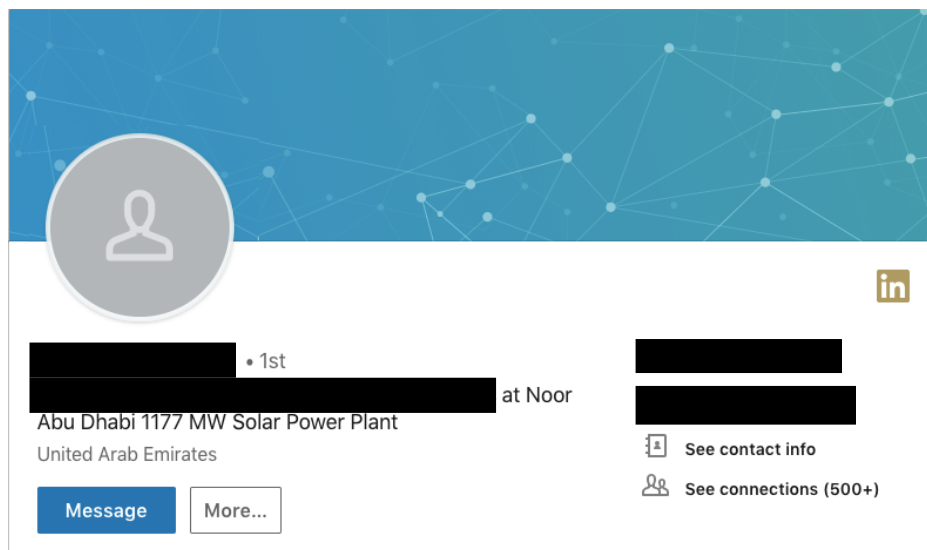 in
• 1st
at Noor
Abu Dhabi 1177 MW Solar Power Plant
United Arab Emirates
See contact info
See connections (500+)
Message
More...